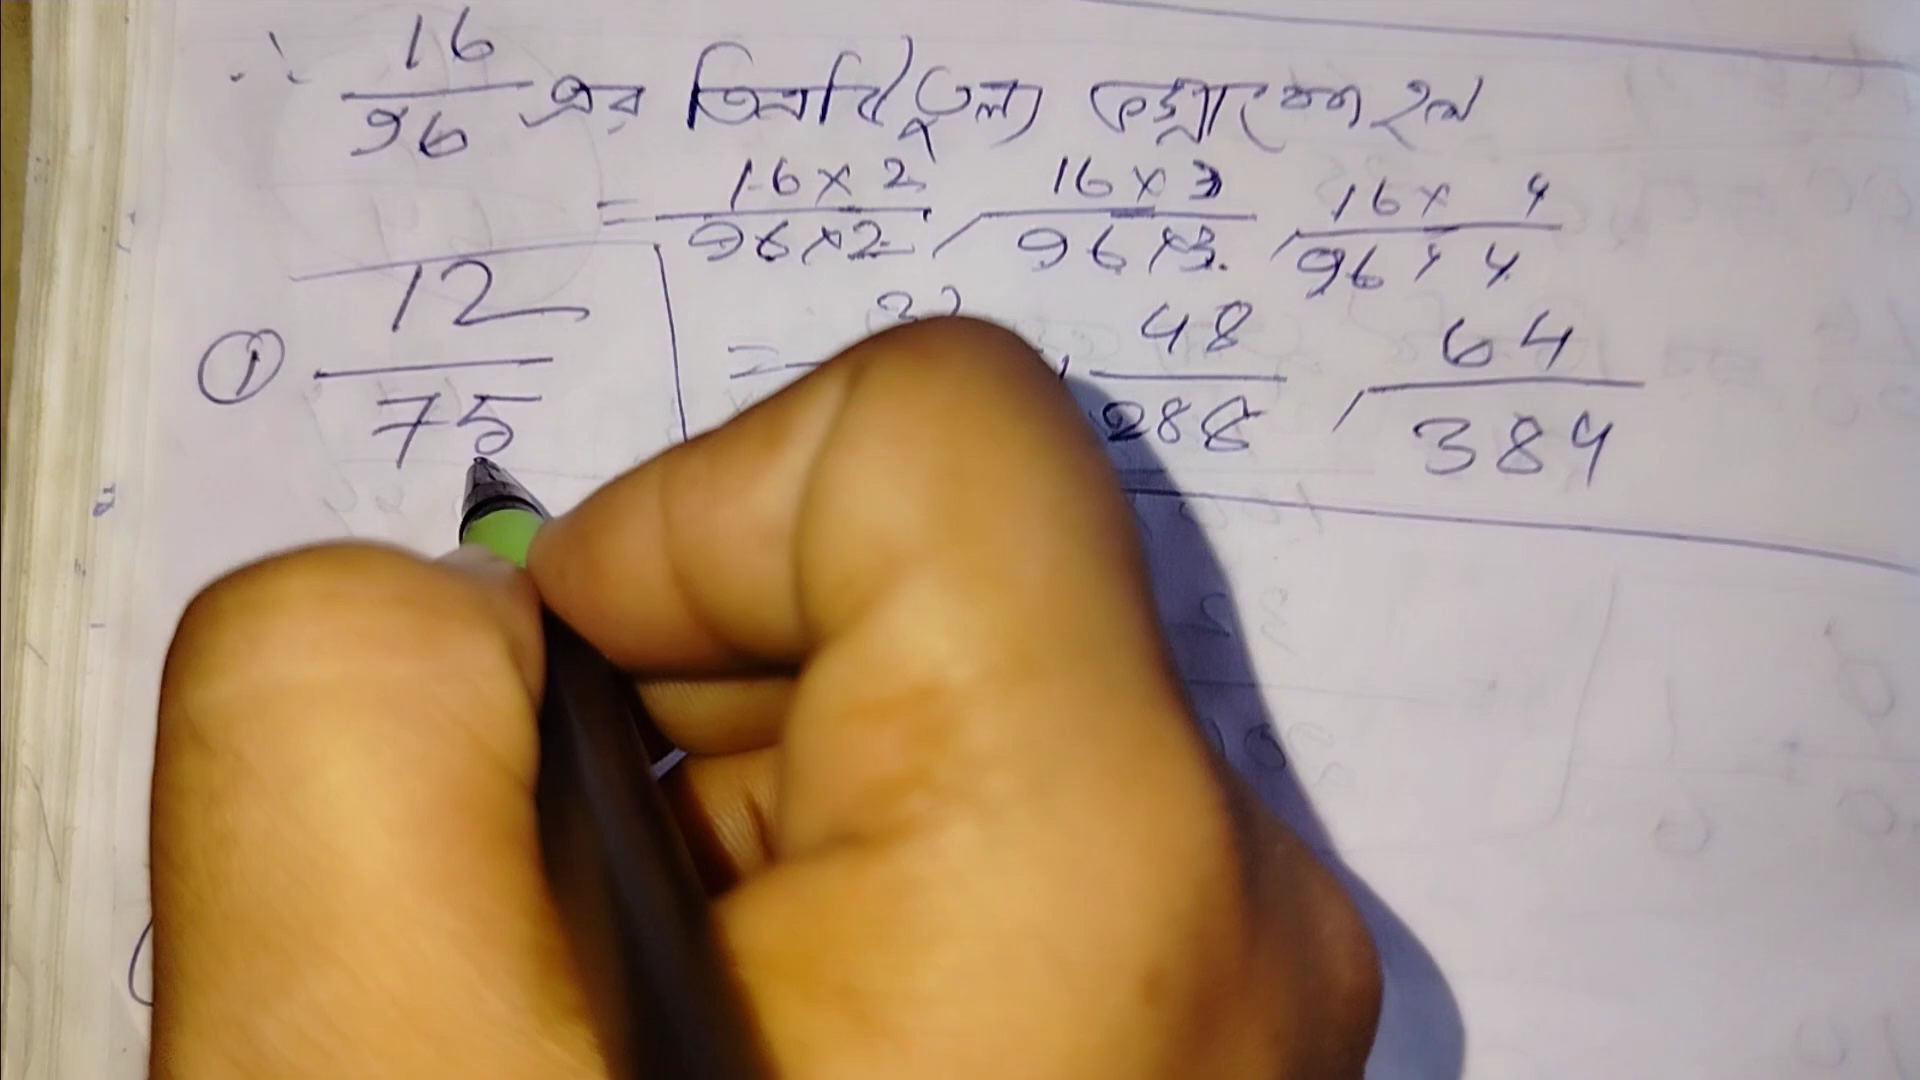 ∴ 16/96 এর তিনটি তুল্য ভগ্নাংশ হল
= 16×2/96×2, 16×3/96×3, 16×4/96×4
= 32, 48/288, 64/384
① 12/75